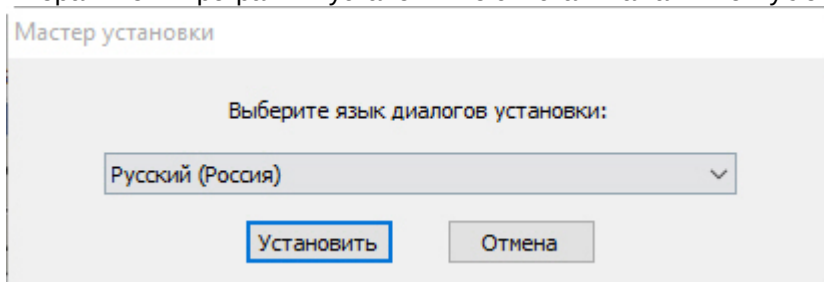 Мастер установки
Выберите язык диалогов установки:
Русский (Россия)
Установить Отмена